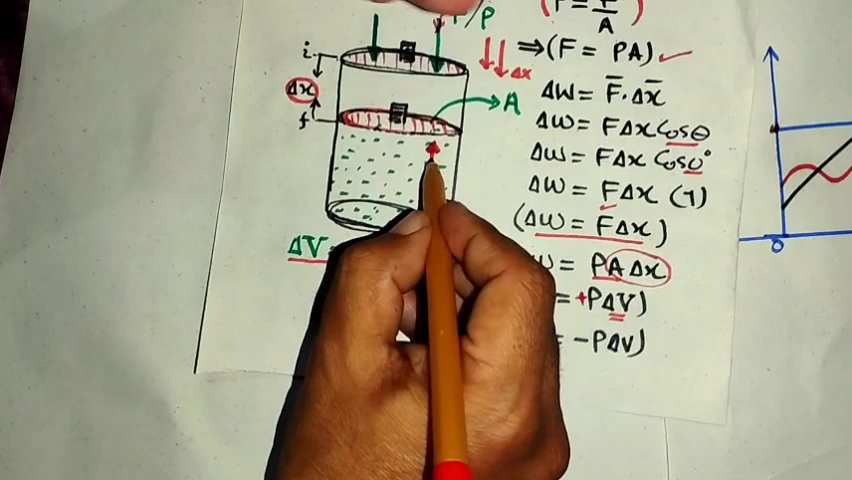 (P = F/A)
F/P
⇒(F = PA)
i
Δx
f
Δx
A
ΔW = F̅·Δx̅
ΔW = FΔx Cosθ
ΔW = FΔx Coso°
ΔW = FΔx (1)
(ΔW = FΔx)
ΔV=
W = PAΔx
= +PΔV)
= -PΔV)
0